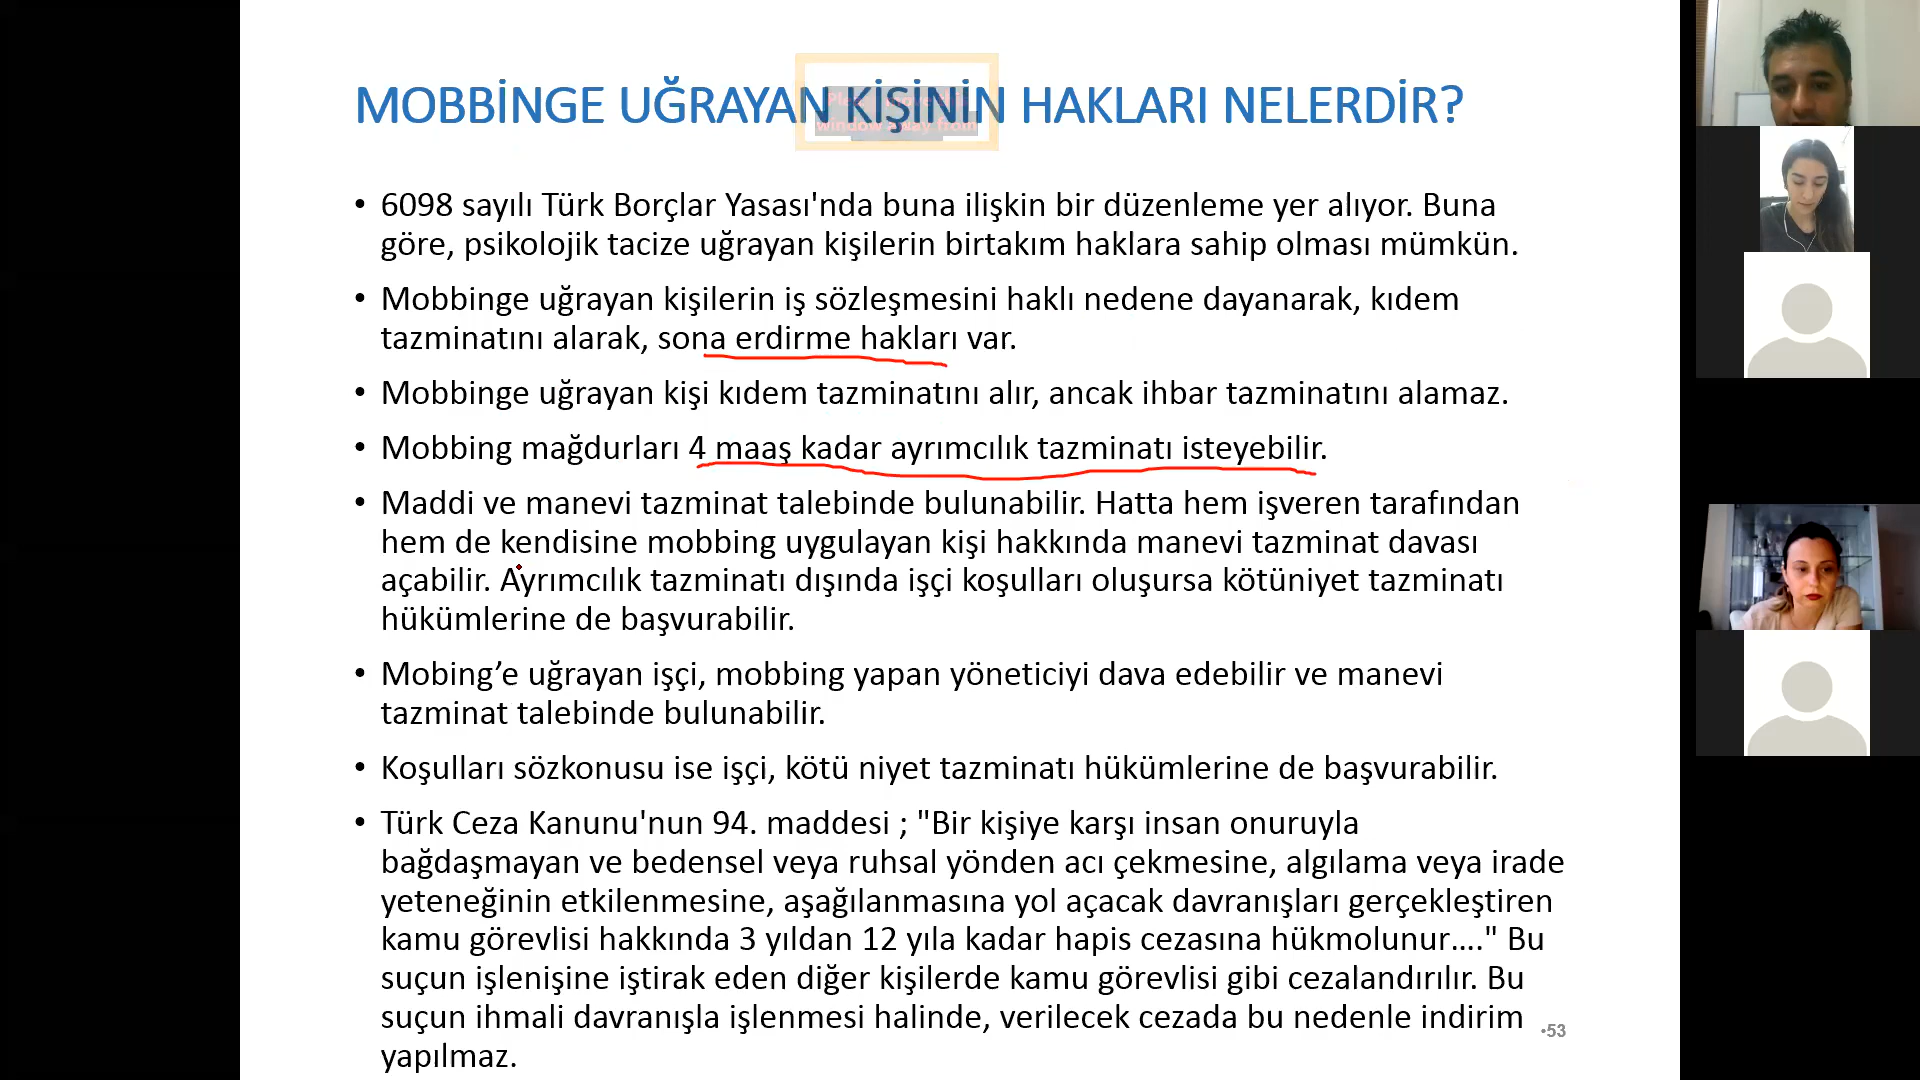 MOBBİNGE UĞRAYAN KİŞİNİN HAKLARI NELERDİR?
window away from
• 6098 sayılı Türk Borçlar Yasası'nda buna ilişkin bir düzenleme yer alıyor. Buna
göre, psikolojik tacize uğrayan kişilerin birtakım haklara sahip olması mümkün.
• Mobbinge uğrayan kişilerin iş sözleşmesini haklı nedene dayanarak, kıdem
tazminatını alarak, sona erdirme hakları var.
• Mobbinge uğrayan kişi kıdem tazminatını alır, ancak ihbar tazminatını alamaz.
• Mobbing mağdurları 4 maaş kadar ayrımcılık tazminatı isteyebilir.
• Maddi ve manevi tazminat talebinde bulunabilir. Hatta hem işveren tarafından
hem de kendisine mobbing uygulayan kişi hakkında manevi tazminat davası
açabilir. Ayrımcılık tazminatı dışında işçi koşulları oluşursa kötüniyet tazminatı
hükümlerine de başvurabilir.
• Mobing’e uğrayan işçi, mobbing yapan yöneticiyi dava edebilir ve manevi
tazminat talebinde bulunabilir.
• Koşulları sözkonusu ise işçi, kötü niyet tazminatı hükümlerine de başvurabilir.
• Türk Ceza Kanunu'nun 94. maddesi ; "Bir kişiye karşı insan onuruyla
bağdaşmayan ve bedensel veya ruhsal yönden acı çekmesine, algılama veya irade
yeteneğinin etkilenmesine, aşağılanmasına yol açacak davranışları gerçekleştiren
kamu görevlisi hakkında 3 yıldan 12 yıla kadar hapis cezasına hükmolunur...." Bu
suçun işlenişine iştirak eden diğer kişilerde kamu görevlisi gibi cezalandırılır. Bu
suçun ihmali davranışla işlenmesi halinde, verilecek cezada bu nedenle indirim
yapılmaz.
•53